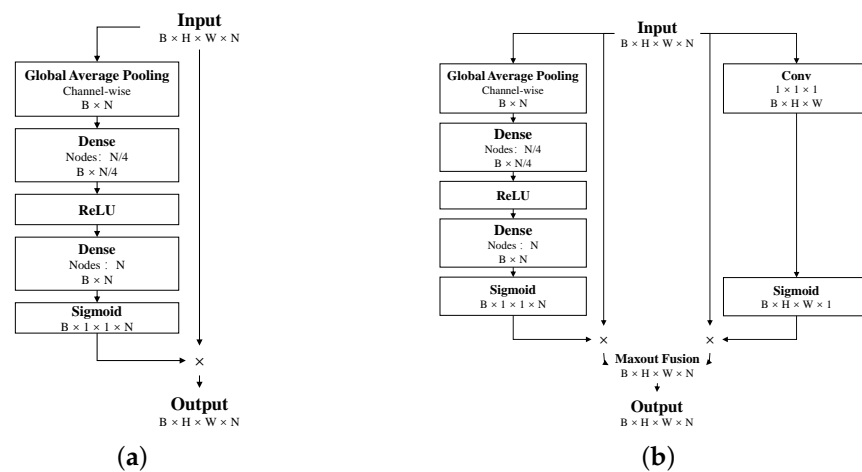 Input
B × H × W × N
Global Average Pooling
Channel-wise
B × N
Dense
Nodes: N/4
B × N/4
ReLU
Dense
Nodes: N
B × N
Sigmoid
B × 1 × 1 × N
×
Output
B × H × W × N
(a)
Input
B × H × W × N
Global Average Pooling
Channel-wise
B × N
Dense
Nodes: N/4
B × N/4
ReLU
Dense
Nodes : N
B × N
Sigmoid
B × 1 × 1 × N
Conv
1 × 1 × 1
B × H × W
Sigmoid
B × H × W × 1
×
×
Maxout Fusion
B × H × W × N
Output
B × H × W × N
(b)